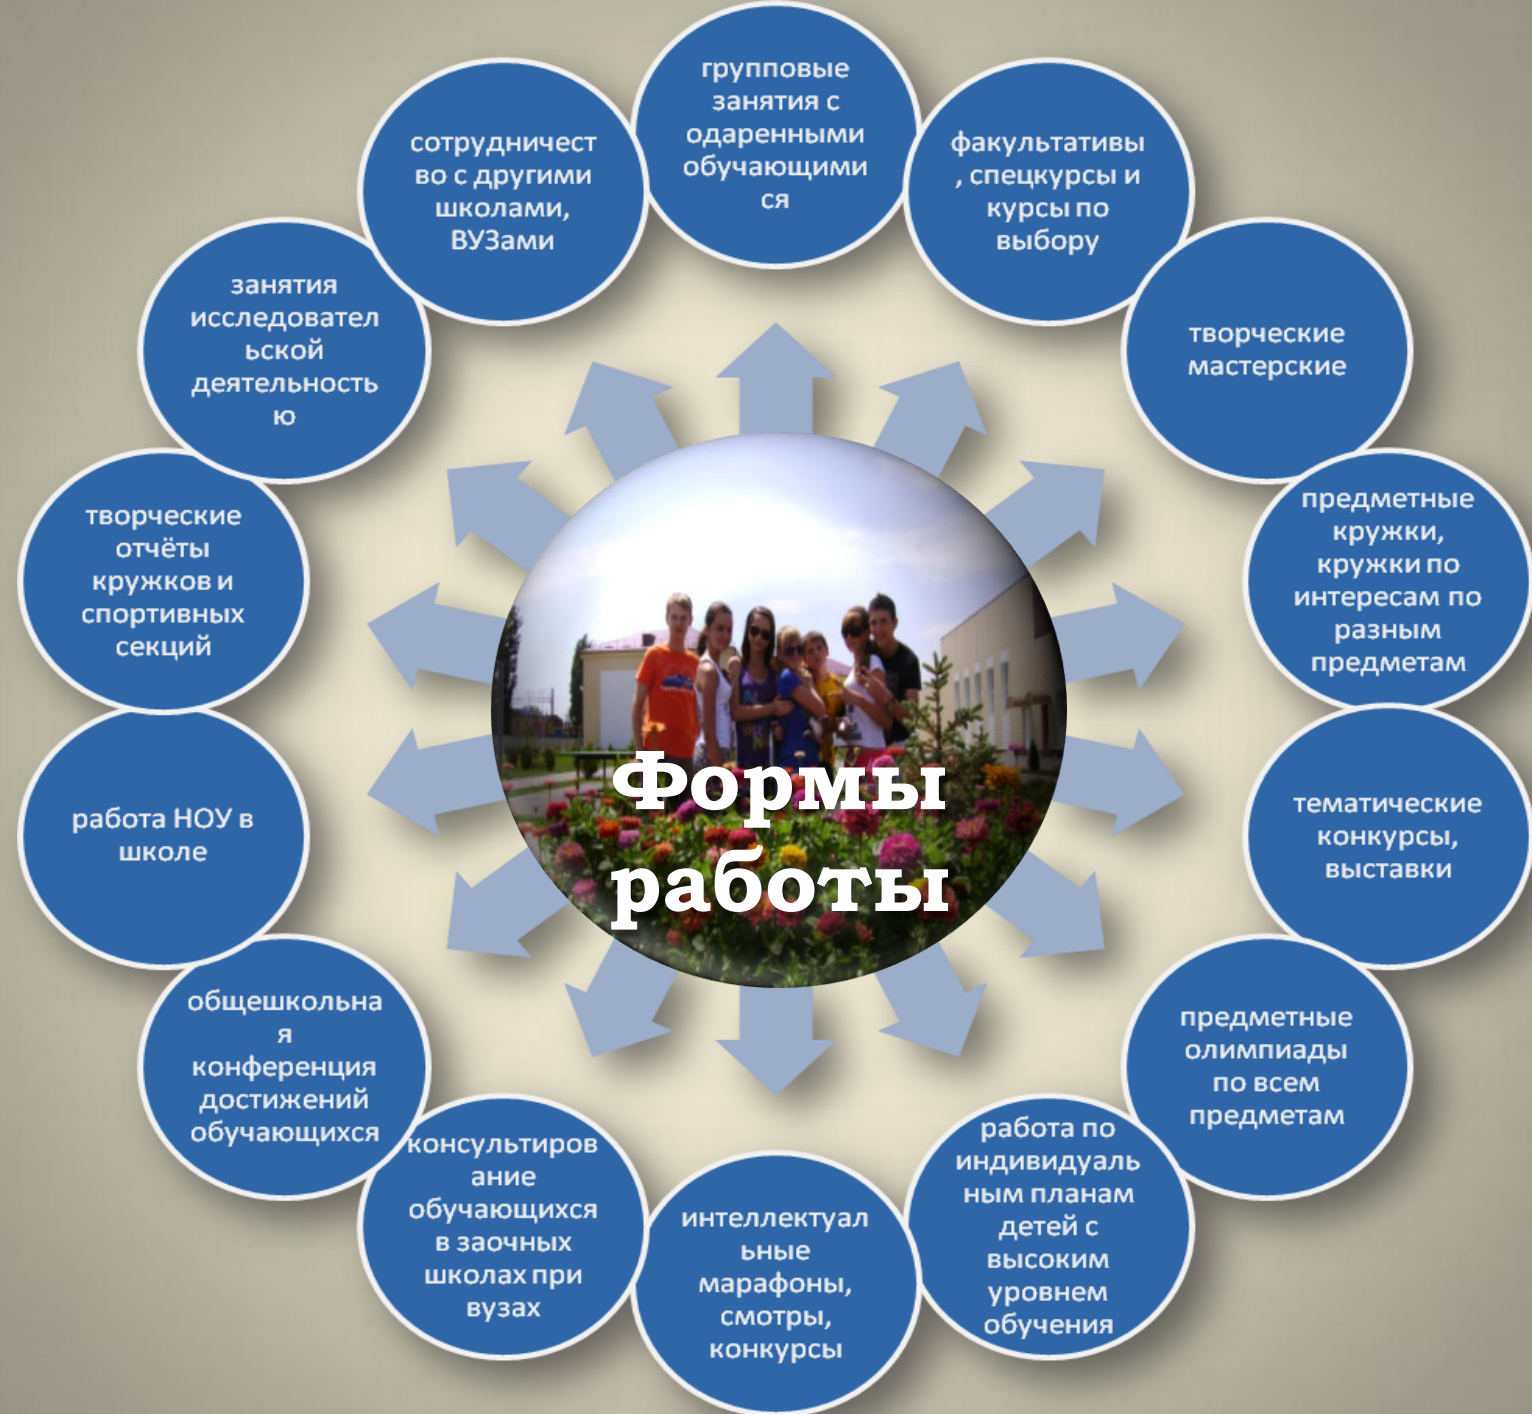 групповые
занятия с
одаренными
обучающими
ся
факультативы
, спецкурсы и
курсы по
выбору
творческие
мастерские
предметные
кружки,
кружки по
интересам по
разным
предметам
тематические
конкурсы,
выставки
предметные
олимпиады
по всем
предметам
работа по
индивидуаль
ным планам
детей с
высоким
уровнем
обучения
интеллектуал
ьные
марафоны,
смотры,
конкурсы
консультиров
ание
обучающихся
в заочных
школах при
вузах
общешкольна
я
конференция
достижений
обучающихся
работа НОУ в
школе
творческие
отчёты
кружков и
спортивных
секций
занятия
исследовател
ьской
деятельность
ю
сотрудничест
во с другими
школами,
ВУЗами
Формы
работы